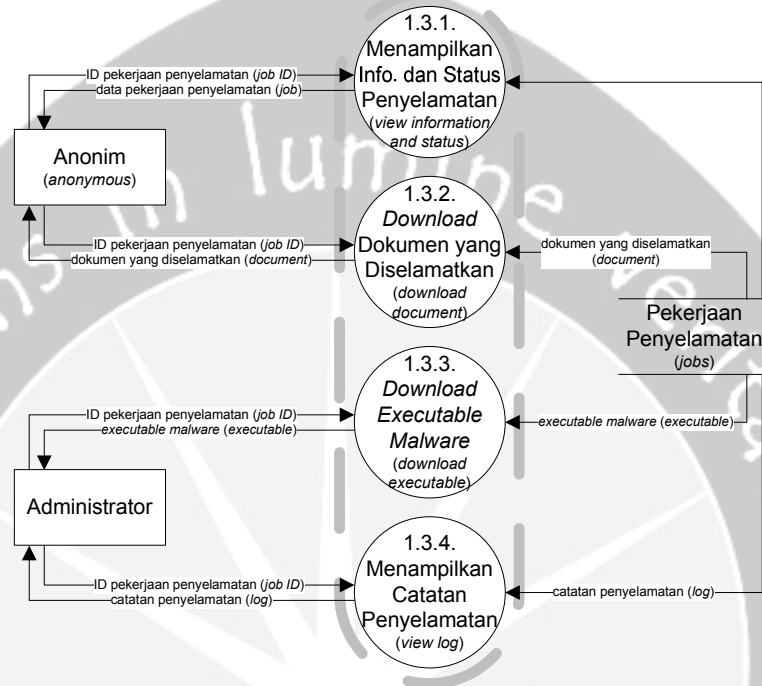 1.3.1.
Menampilkan
Info. dan Status
Penyelamatan
(view information
and status)
ID pekerjaan penyelamatan (job ID)
data pekerjaan penyelamatan (job)
Anonim
(anonymous)
ID pekerjaan penyelamatan (job ID)
dokumen yang diselamatkan (document)
1.3.2.
Download
Dokumen yang
Diselamatkan
(download
document)
dokumen yang diselamatkan
(document)
Pekerjaan
Penyelamatan
(jobs)
1.3.3.
Download
Executable
Malware
(download
executable)
ID pekerjaan penyelamatan (job ID)
executable malware (executable)
executable malware (executable)
Administrator
ID pekerjaan penyelamatan (job ID)
catatan penyelamatan (log)
1.3.4.
Menampilkan
Catatan
Penyelamatan
(view log)
catatan penyelamatan (log)
ns in lumine verita